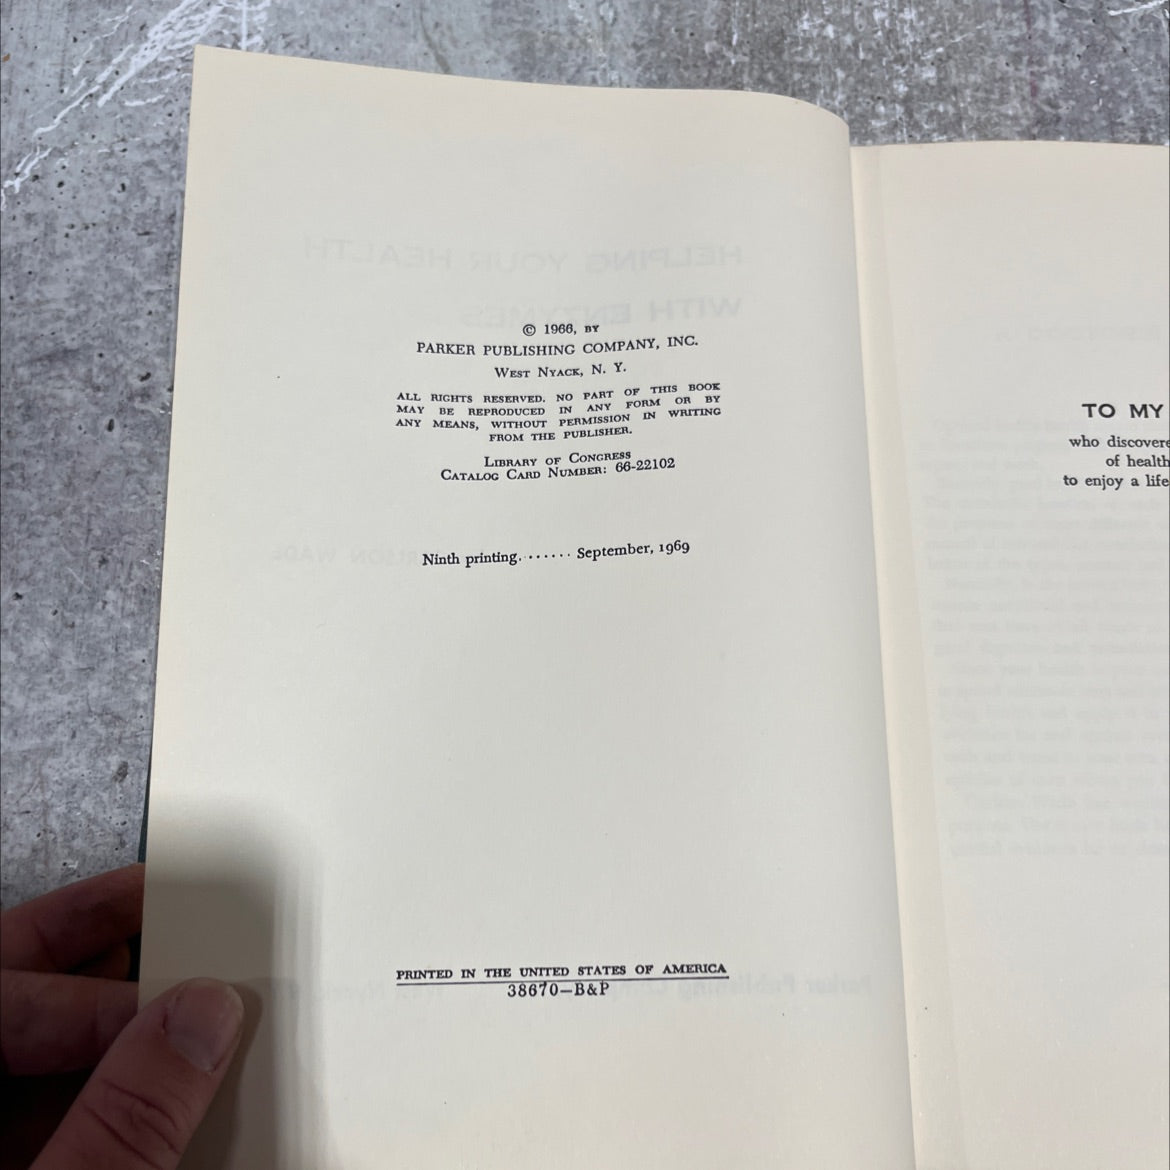 © 1966, BY
PARKER PUBLISHING COMPANY, INC.
WEST NYACK, N. Y.
ALL RIGHTS RESERVED. NO PART OF THIS BOOK
MAY BE REPRODUCED IN ANY FORM OR BY
ANY MEANS, WITHOUT PERMISSION IN WRITING
FROM THE PUBLISHER.
LIBRARY OF CONGRESS
CATALOG CARD NUMBER: 66-22102
Ninth printing. ...... September, 1969
PRINTED IN THE UNITED STATES OF AMERICA
38670—B&P
TO MY
who discovere
of health
to enjoy a life